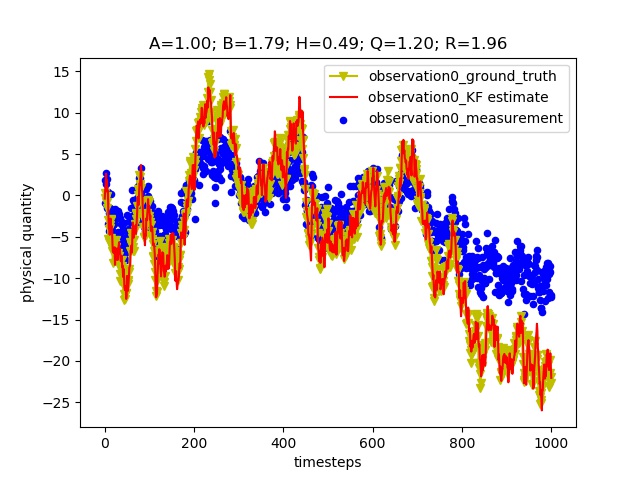 A=1.00; B=1.79; H=0.49; Q=1.20; R=1.96
observation0_ground_truth
observation0_KF estimate
observation0_measurement
physical quantity
15
10
5
0
−5
−10
−15
−20
−25
0 200 400 600 800 1000
timesteps